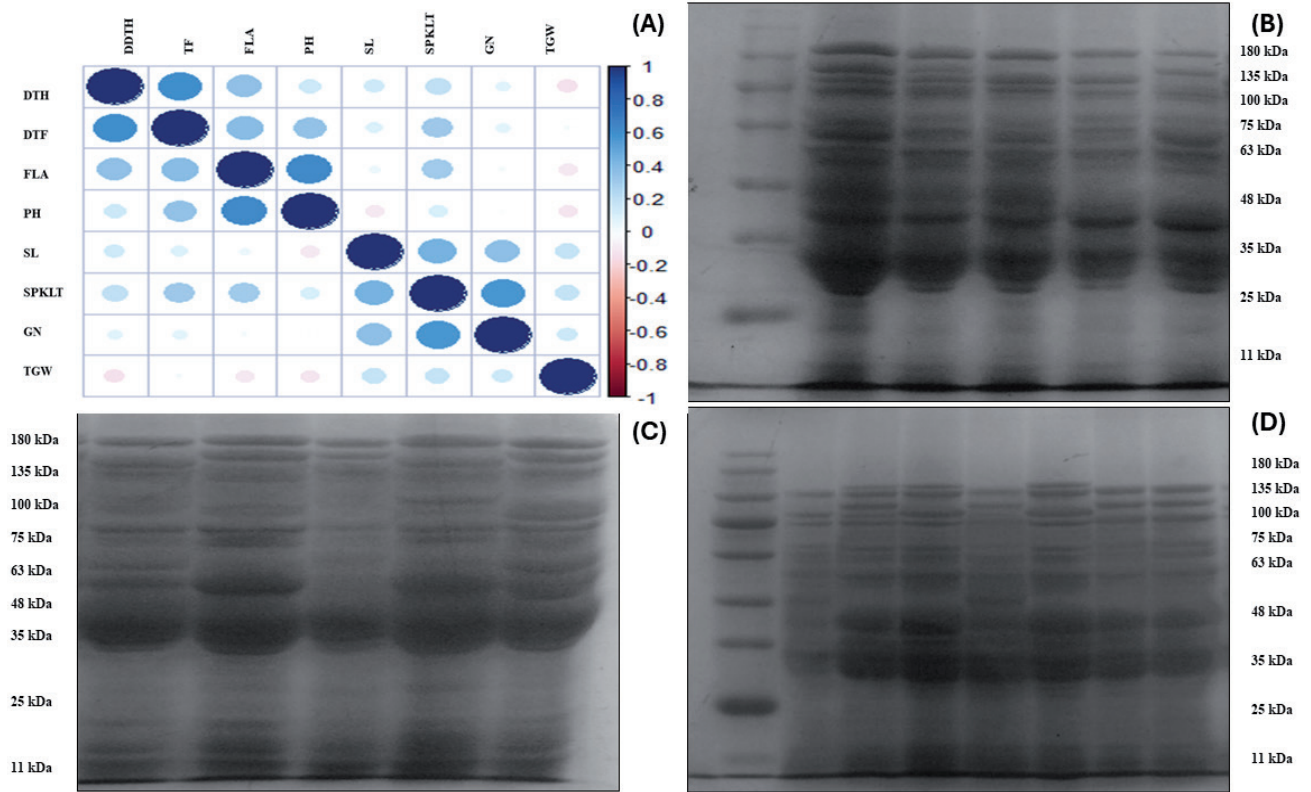 (A)
DDTH TF FLA PH SL SPKLT GN TGW
DTH
DTF
FLA
PH
SL
SPKLT
GN
TGW
1
0.8
0.6
0.4
0.2
0
-0.2
-0.4
-0.6
-0.8
-1
(B)
180 kDa
135 kDa
100 kDa
75 kDa
63 kDa
48 kDa
35 kDa
25 kDa
11 kDa
(C)
180 kDa
135 kDa
100 kDa
75 kDa
63 kDa
48 kDa
35 kDa
25 kDa
11 kDa
(D)
180 kDa
135 kDa
100 kDa
75 kDa
63 kDa
48 kDa
35 kDa
25 kDa
11 kDa